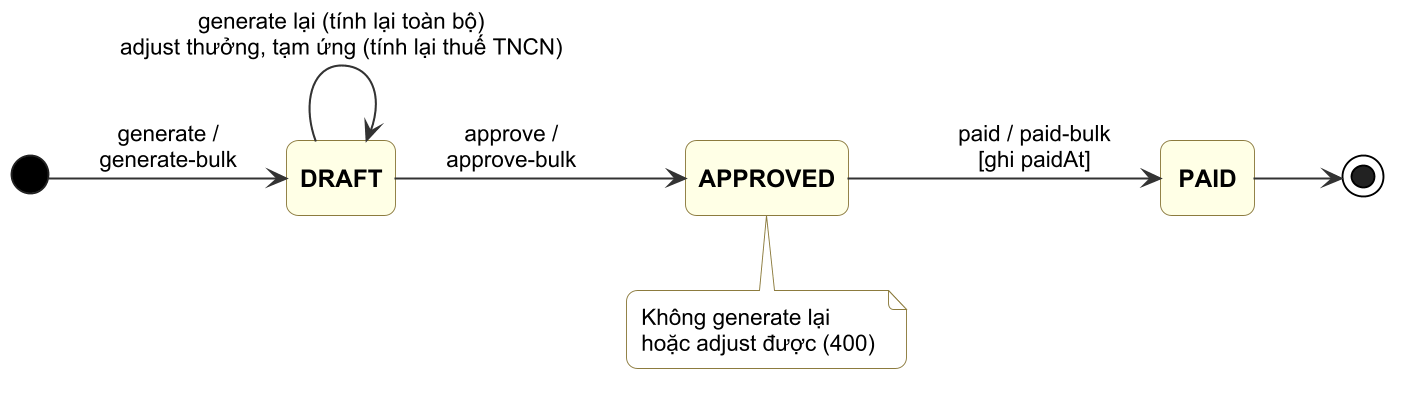 generate lại (tính lại toàn bộ)
adjust thưởng, tạm ứng (tính lại thuế TNCN)
generate /
generate-bulk
DRAFT
approve /
approve-bulk
APPROVED
paid / paid-bulk
[ghi paidAt]
PAID
Không generate lại
hoặc adjust được (400)